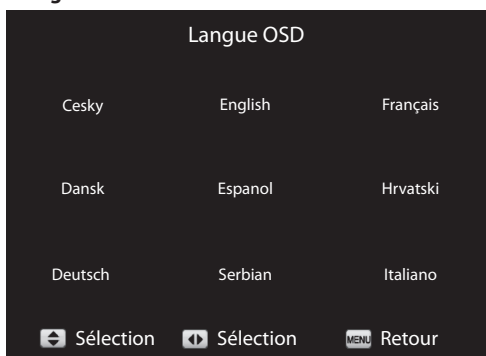 Langue OSD
Cesky English Français
Dansk Espanol Hrvatski
Deutsch Serbian Italiano
Sélection Sélection MENU Retour